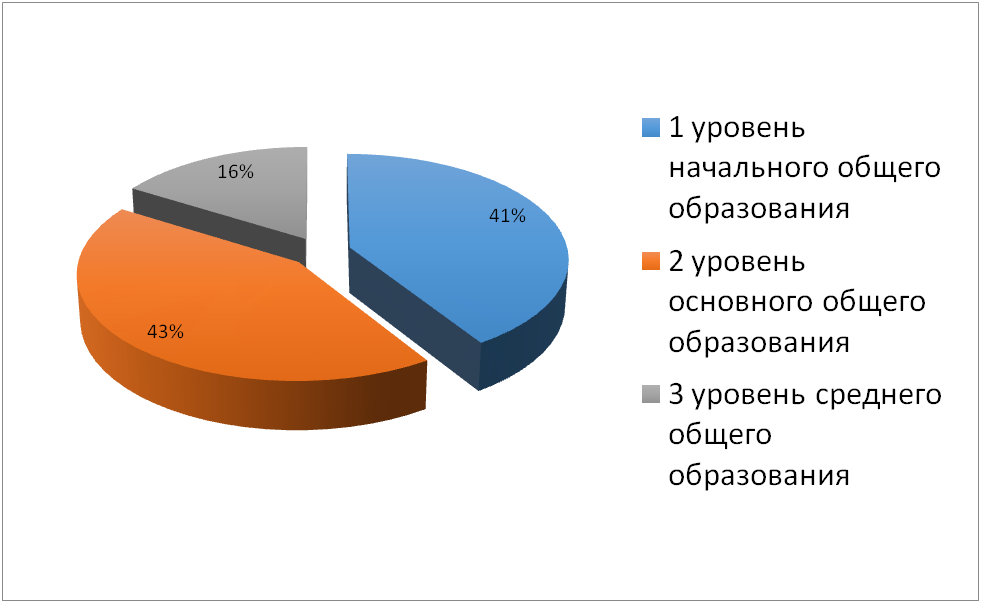 16%
41%
43%
1 уровень
начального общего
образования
2 уровень
основного общего
образования
3 уровень среднего
общего
образования